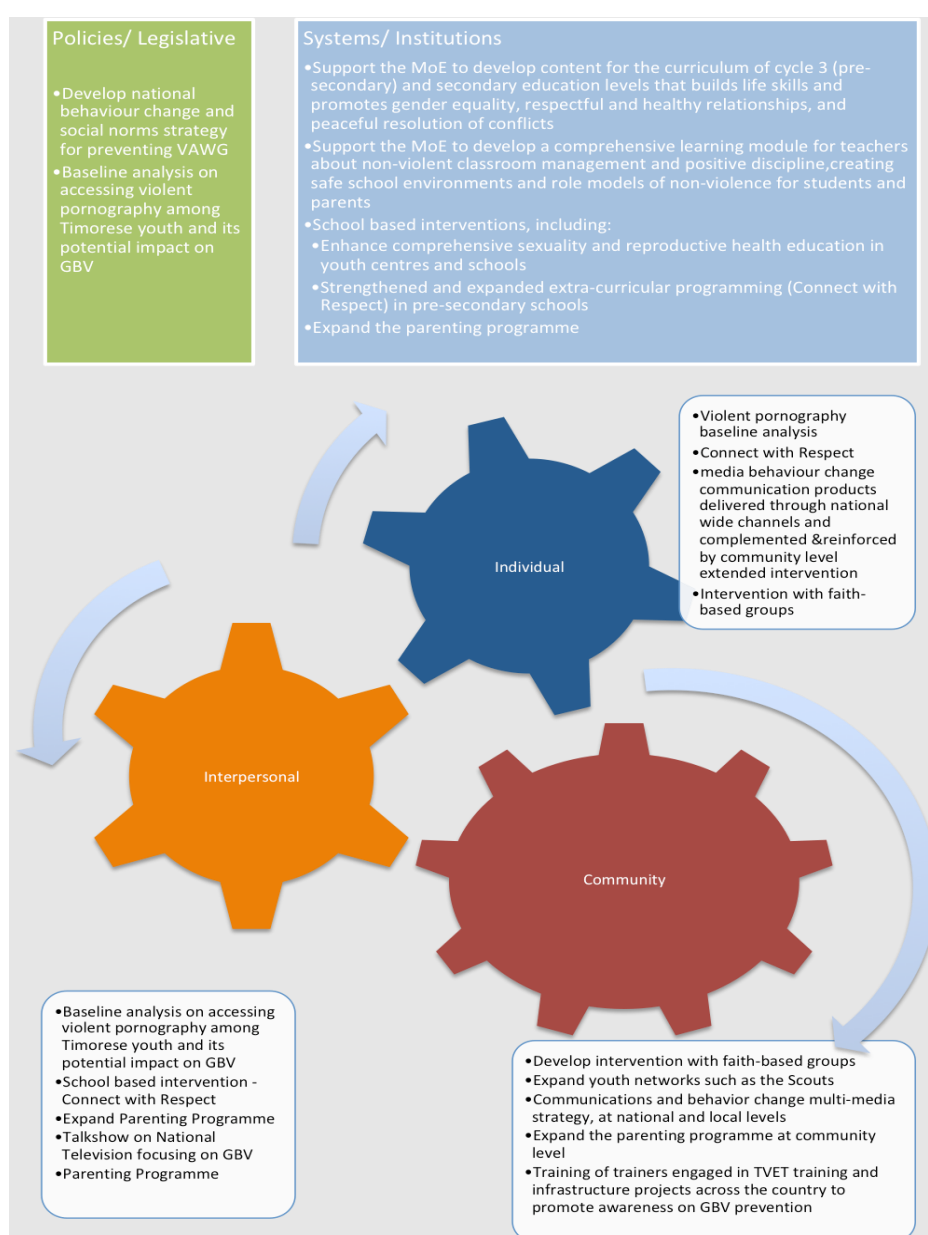 Policies/ Legislative
•Develop national
behaviour change and
social norms strategy
for preventing VAWG
•Baseline analysis on
accessing violent
pornography among
Timorese youth and its
potential impact on
GBV
Systems/ Institutions
•Support the MoE to develop content for the curriculum of cycle 3 (pre-
secondary) and secondary education levels that builds life skills and
promotes gender equality, respectful and healthy relationships, and
peaceful resolution of conflicts
•Support the MoE to develop a comprehensive learning module for teachers
about non-violent classroom management and positive discipline,creating
safe school environments and role models of non-violence for students and
parents
•School based interventions, including:
•Enhance comprehensive sexuality and reproductive health education in
youth centres and schools
•Strengthened and expanded extra-curricular programming (Connect with
Respect) in pre-secondary schools
•Expand the parenting programme
•Violent pornography
baseline analysis
•Connect with Respect
•media behaviour change
communication products
delivered through national
wide channels and
complemented &reinforced
by community level
extended intervention
•Intervention with faith-
based groups
Individual
Interpersonal
Community
•Baseline analysis on accessing
violent pornography among
Timorese youth and its
potential impact on GBV
•School based intervention -
Connect with Respect
•Expand Parenting Programme
•Talkshow on National
Television focusing on GBV
•Parenting Programme
•Develop intervention with faith-based groups
•Expand youth networks such as the Scouts
•Communications and behavior change multi-media
strategy, at national and local levels
•Expand the parenting programme at community
level
•Training of trainers engaged in TVET training and
infrastructure projects across the country to
promote awareness on GBV prevention